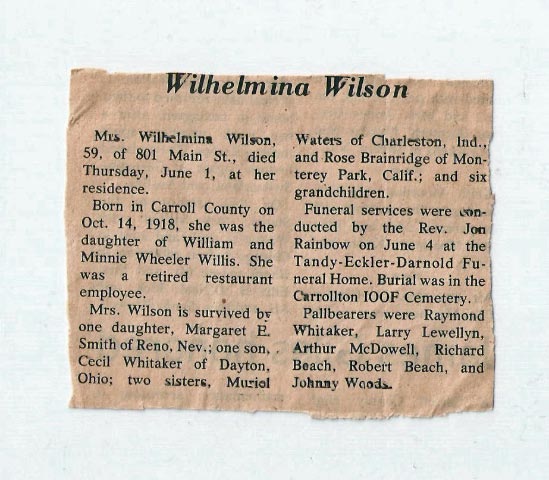 Wilhelmina Wilson
Mrs. Wilhelmina Wilson,
59, of 801 Main St., died
Thursday, June 1, at her
residence.
Born in Carroll County on
Oct. 14, 1918, she was the
daughter of William and
Minnie Wheeler Willis. She
was a retired restaurant
employee.
Mrs. Wilson is survived by
one daughter, Margaret E.
Smith of Reno, Nev.; one son,
Cecil Whitaker of Dayton,
Ohio; two sisters, Muriol
Waters of Charleston, Ind.,
and Rose Brainridge of Mon-
terey Park, Calif.; and six
grandchildren.
Funeral services were con-
ducted by the Rev. Jon
Rainbow on June 4 at the
Tandy-Eckler-Darnold Fu-
neral Home. Burial was in the
Carrollton IOOF Cemetery.
Pallbearers were Raymond
Whitaker, Larry Lewellyn,
Arthur McDowell, Richard
Beach, Robert Beach, and
Johnny Woods.